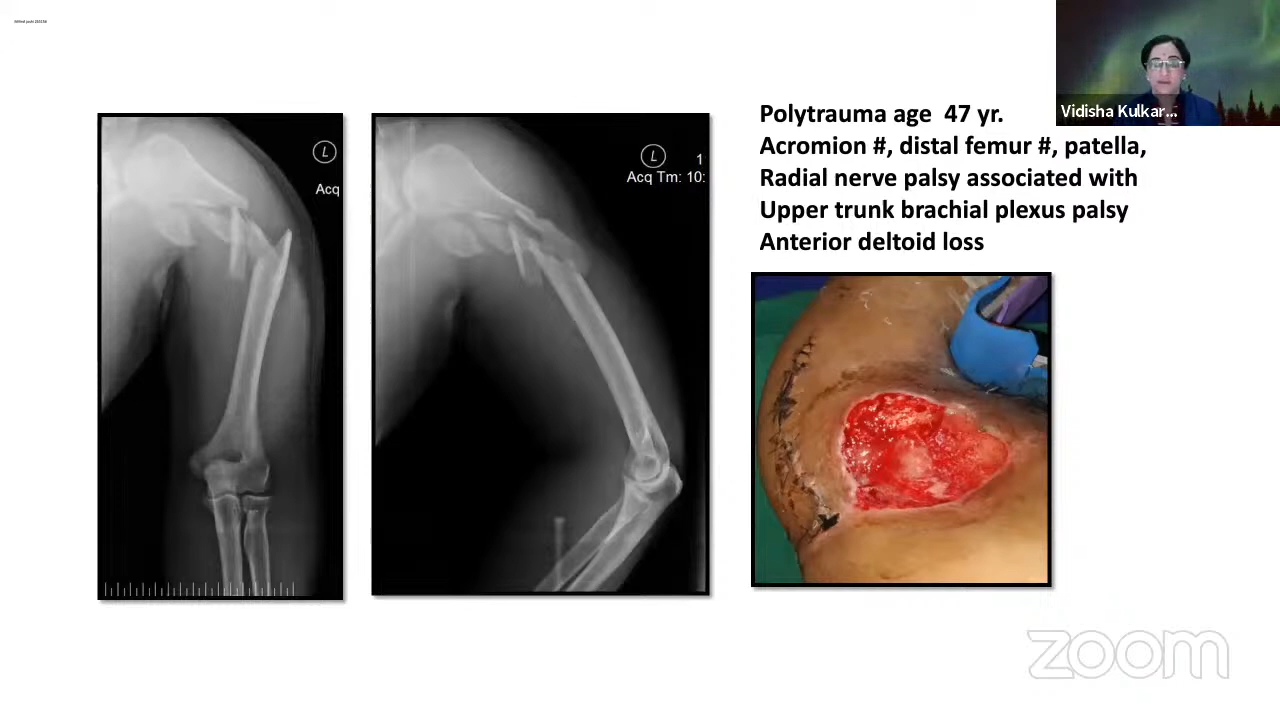 Polytrauma age 47 yr.
Acromion #, distal femur #, patella,
Radial nerve palsy associated with
Upper trunk brachial plexus palsy
Anterior deltoid loss
Vidisha Kulkar...
L
Acq
L
1
Acq Tm: 10:
zoom